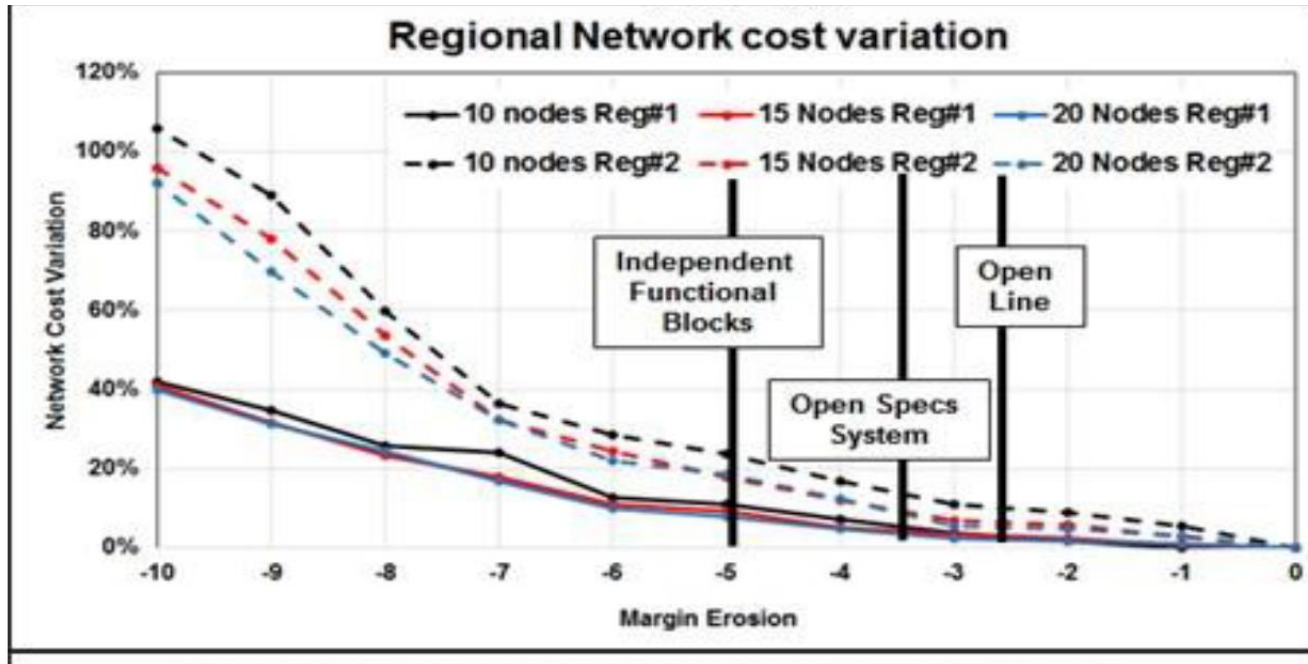 Regional Network cost variation
120%
100%
80%
60%
40%
20%
0%
Network Cost Variation
10 nodes Reg#1
15 Nodes Reg#1
20 Nodes Reg#1
10 nodes Reg#2
15 Nodes Reg#2
20 Nodes Reg#2
Independent
Functional
Blocks
Open Specs
System
Open
Line
-10 -9 -8 -7 -6 -5 -4 -3 -2 -1 0
Margin Erosion